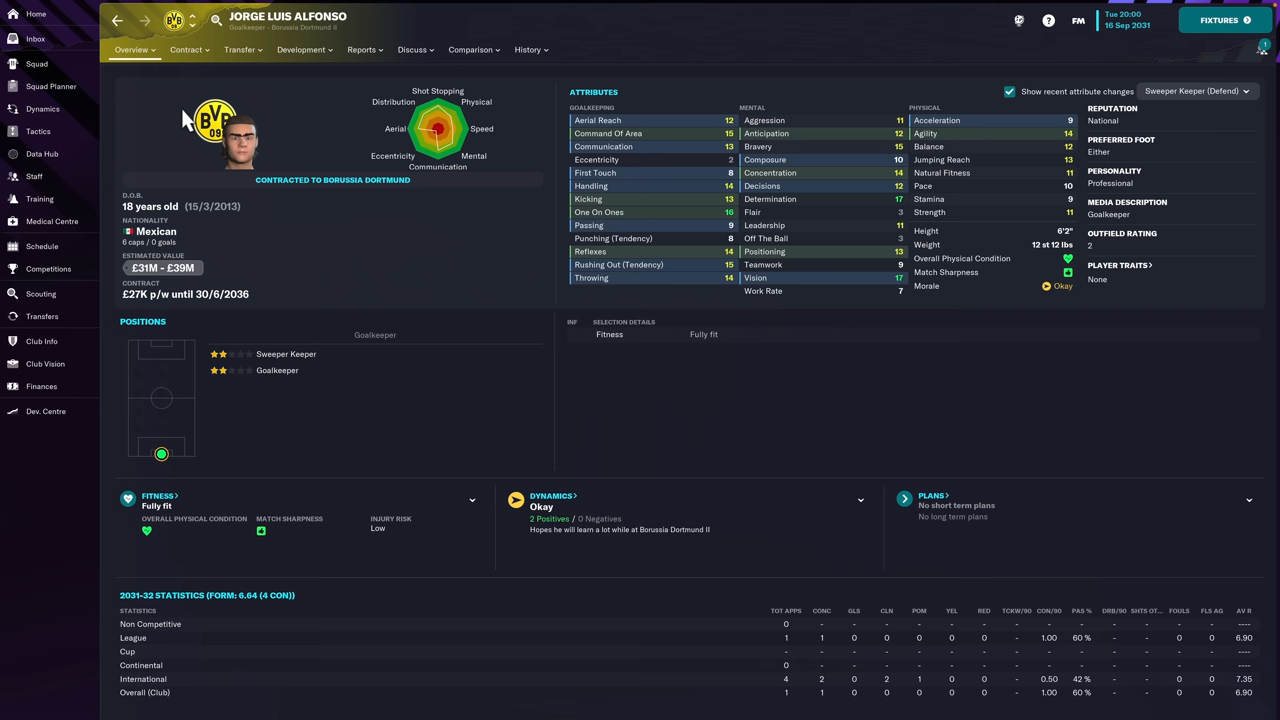 Home
Inbox
Squad
Squad Planner
Dynamics
Tactics
Data Hub
Staff
Training
Medical Centre
Schedule
Competitions
Scouting
Transfers
Club Info
Club Vision
Finances
Dev. Centre
BVB 09
JORGE LUIS ALFONSO
Goalkeeper - Borussia Dortmund II
? FM Tue 20:00
16 Sep 2031
FIXTURES
1
Overview Contract Transfer Development Reports Discuss Comparison History
BVB
09
Shot Stopping
Distribution Physical
Aerial Speed
Eccentricity Mental
Communication
CONTRACTED TO BORUSSIA DORTMUND
D.O.B.
18 years old (15/3/2013)
NATIONALITY
Mexican
6 caps / 0 goals
ESTIMATED VALUE
£31M - £39M
CONTRACT
£27K p/w until 30/6/2036
ATTRIBUTES
Show recent attribute changes Sweeper Keeper (Defend)
GOALKEEPING MENTAL PHYSICAL
Aerial Reach 12 Aggression 11 Acceleration 9
Command Of Area 15 Anticipation 12 Agility 14
Communication 13 Bravery 15 Balance 12
Eccentricity 2 Composure 10 Jumping Reach 13
First Touch 8 Concentration 14 Natural Fitness 11
Handling 14 Decisions 12 Pace 10
Kicking 13 Determination 17 Stamina 9
One On Ones 16 Flair 3 Strength 11
Passing 9 Leadership 11 Height 6'2"
Punching (Tendency) 8 Off The Ball 3 Weight 12 st 12 lbs
Reflexes 14 Positioning 13 Overall Physical Condition
Rushing Out (Tendency) 15 Teamwork 9 Match Sharpness
Throwing 14 Vision 17 Morale Okay
Work Rate 7
REPUTATION
National
PREFERRED FOOT
Either
PERSONALITY
Professional
MEDIA DESCRIPTION
Goalkeeper
OUTFIELD RATING
2
PLAYER TRAITS>
None
POSITIONS
Goalkeeper
Sweeper Keeper
Goalkeeper
INF SELECTION DETAILS
Fitness Fully fit
FITNESS>
Fully fit
OVERALL PHYSICAL CONDITION MATCH SHARPNESS INJURY RISK
Low
DYNAMICS>
Okay
2 Positives / 0 Negatives
Hopes he will learn a lot while at Borussia Dortmund II
PLANS>
No short term plans
No long term plans
2031-32 STATISTICS (FORM: 6.64 (4 CON))
STATISTICS TOT APPS CONC GLS CLN POM YEL RED TCKW/90 CON/90 PAS % DRB/90 SHTS OT... FOULS FLS AG AV R
Non Competitive 0 - - - - - - - - - - - - - ----
League 1 1 0 0 0 0 0 - 1.00 60 % - - 0 0 6.90
Cup - - - - - - - - - - - - - - ----
Continental 0 - - - - - - - - - - - - - ----
International 4 2 0 2 1 0 0 - 0.50 42 % - - 0 0 7.35
Overall (Club) 1 1 0 0 0 0 0 - 1.00 60 % - - 0 0 6.90